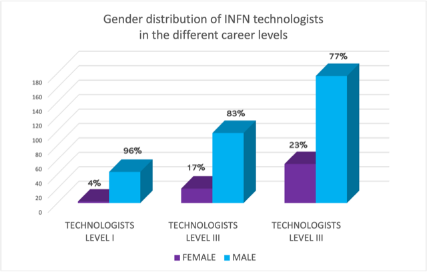 Gender distribution of INFN technologists
in the different career levels
77%
83%
96%
23%
17%
4%
180
160
140
120
100
80
60
40
20
0
TECHNOLOGISTS LEVEL I
TECHNOLOGISTS LEVEL III
TECHNOLOGISTS LEVEL III
FEMALE MALE